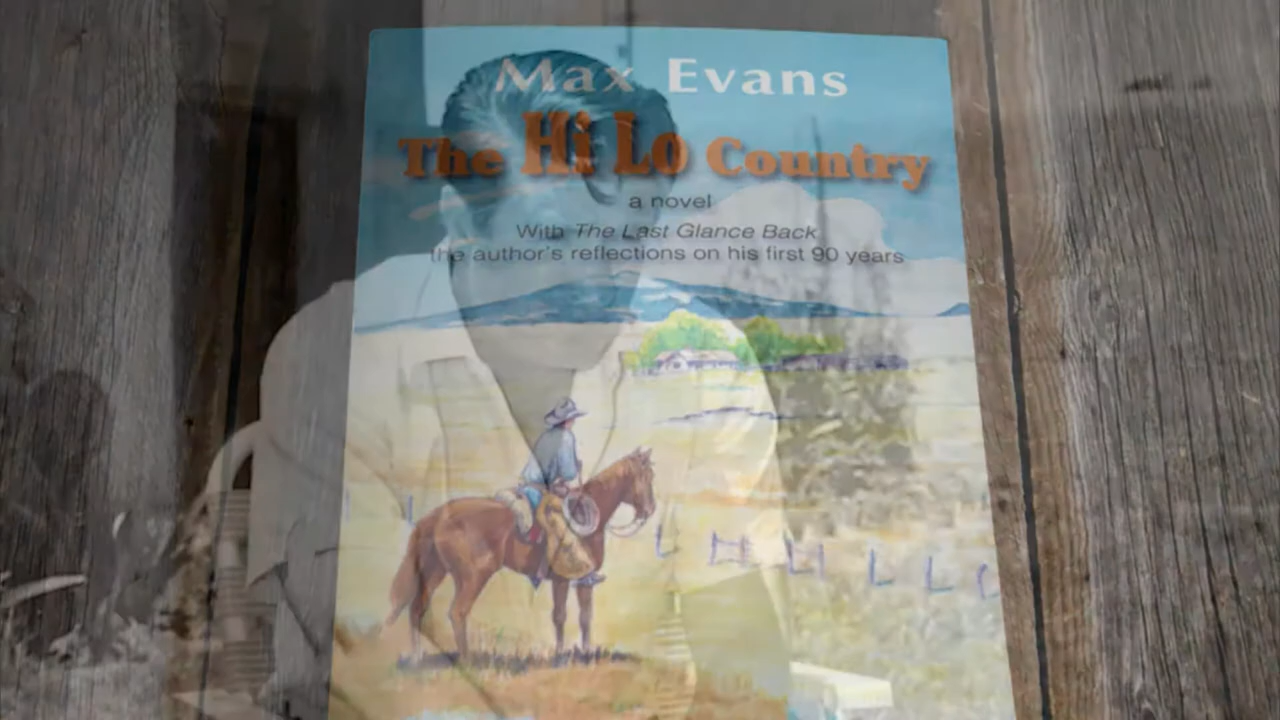 Max Evans
The Hi Lo Country
a novel
With The Last Glance Back
the author's reflections on his first 90 years